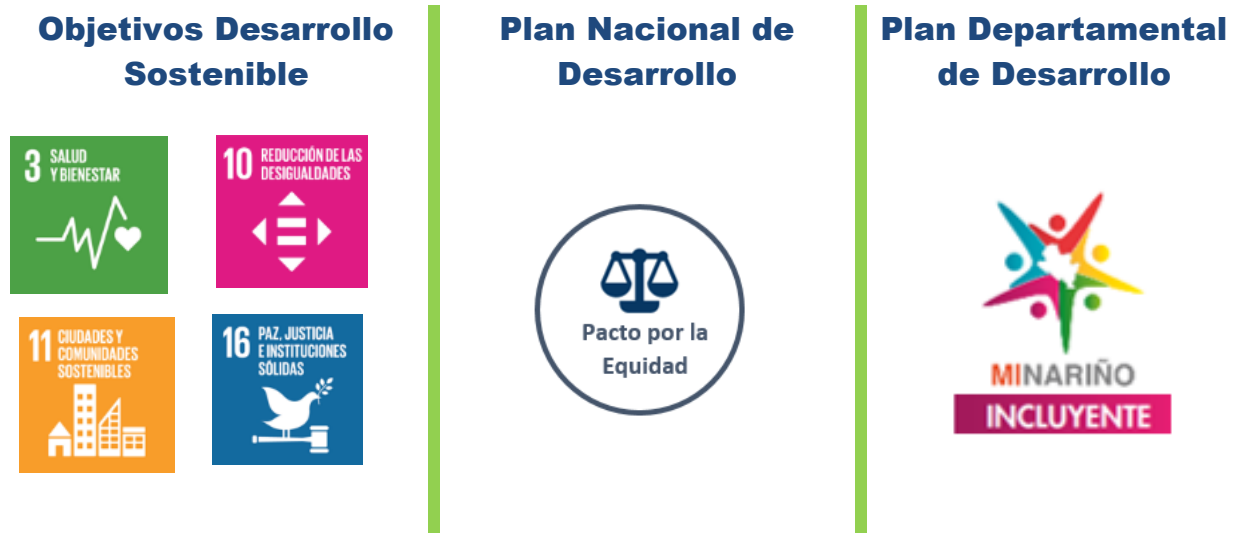 Objetivos Desarrollo
Sostenible
3 SALUD
Y BIENESTAR
10 REDUCCIÓN DE LAS
DESIGUALDADES
11 CIUDADES Y
COMUNIDADES
SOSTENIBLES
16 PAZ, JUSTICIA
E INSTITUCIONES
SÓLIDAS
Plan Nacional de
Desarrollo
Pacto por la
Equidad
Plan Departamental
de Desarrollo
MINARIÑO
INCLUYENTE